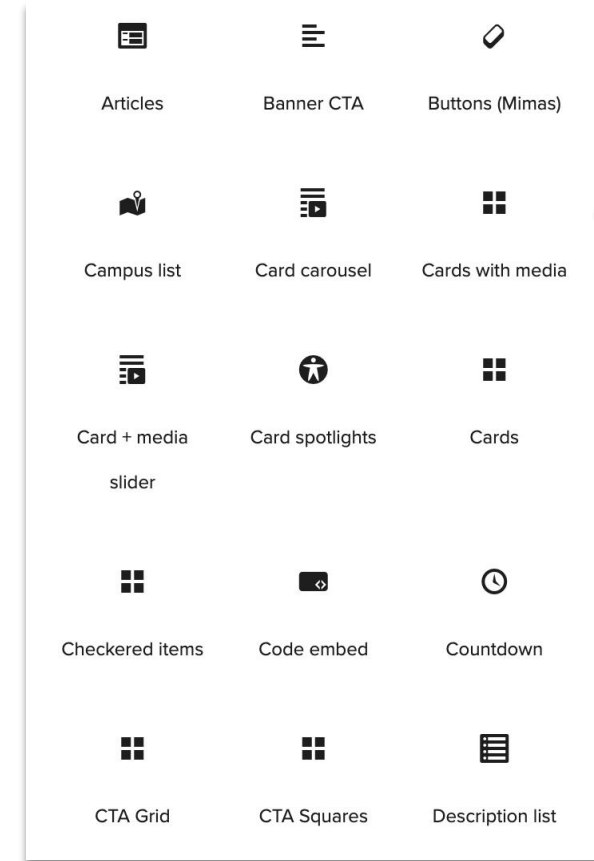 Articles
Banner CTA
Buttons (Mimas)
Campus list
Card carousel
Cards with media
Card + media
slider
Card spotlights
Cards
Checkered items
Code embed
Countdown
CTA Grid
CTA Squares
Description list